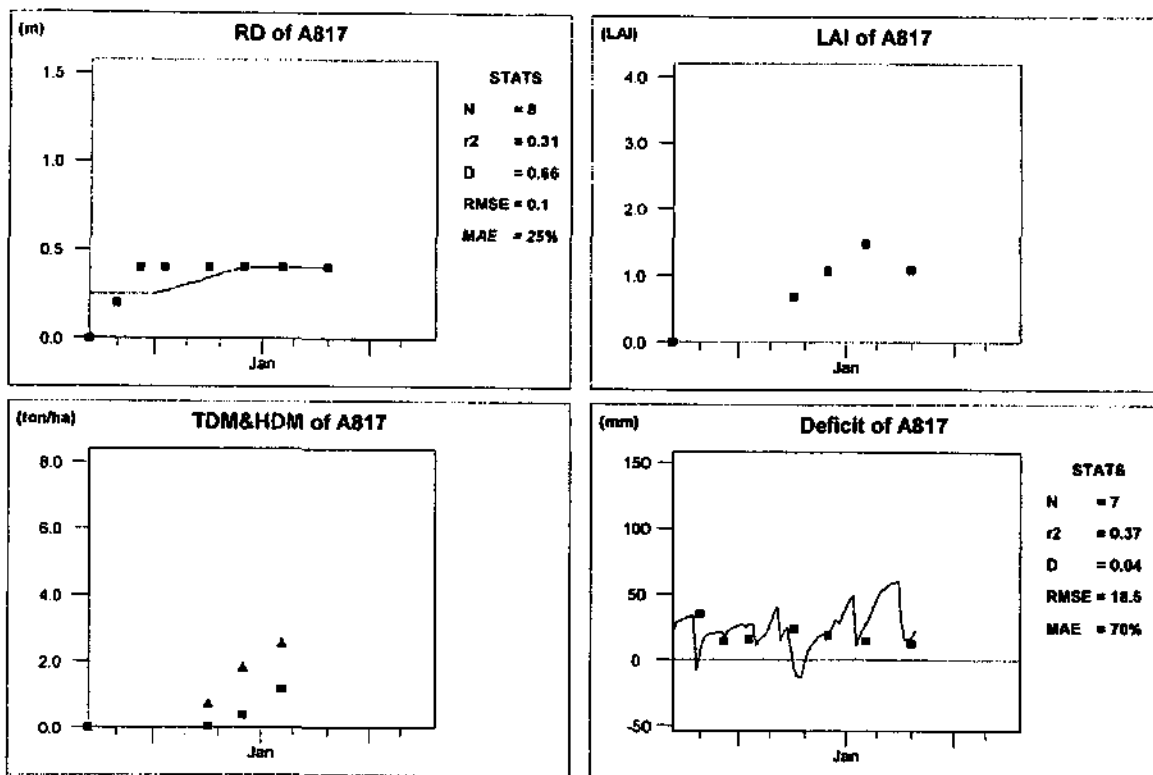 (m)
RD of A817
1.5
1.0
0.5
0.0
Jan
STATS
N = 8
r2 = 0.31
D = 0.66
RMSE = 0.1
MAE = 25%
(LAI)
LAI of A817
4.0
3.0
2.0
1.0
0.0
Jan
(ton/ha)
TDM&HDM of A817
8.0
6.0
4.0
2.0
0.0
Jan
(mm)
Deficit of A817
150
100
50
0
-50
Jan
STATS
N = 7
r2 = 0.37
D = 0.04
RMSE = 18.5
MAE = 70%